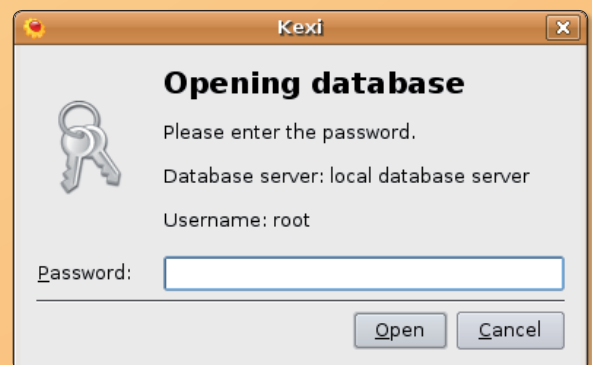 Kexi
Opening database
Please enter the password.
Database server: local database server
Username: root
Password:
Open Cancel